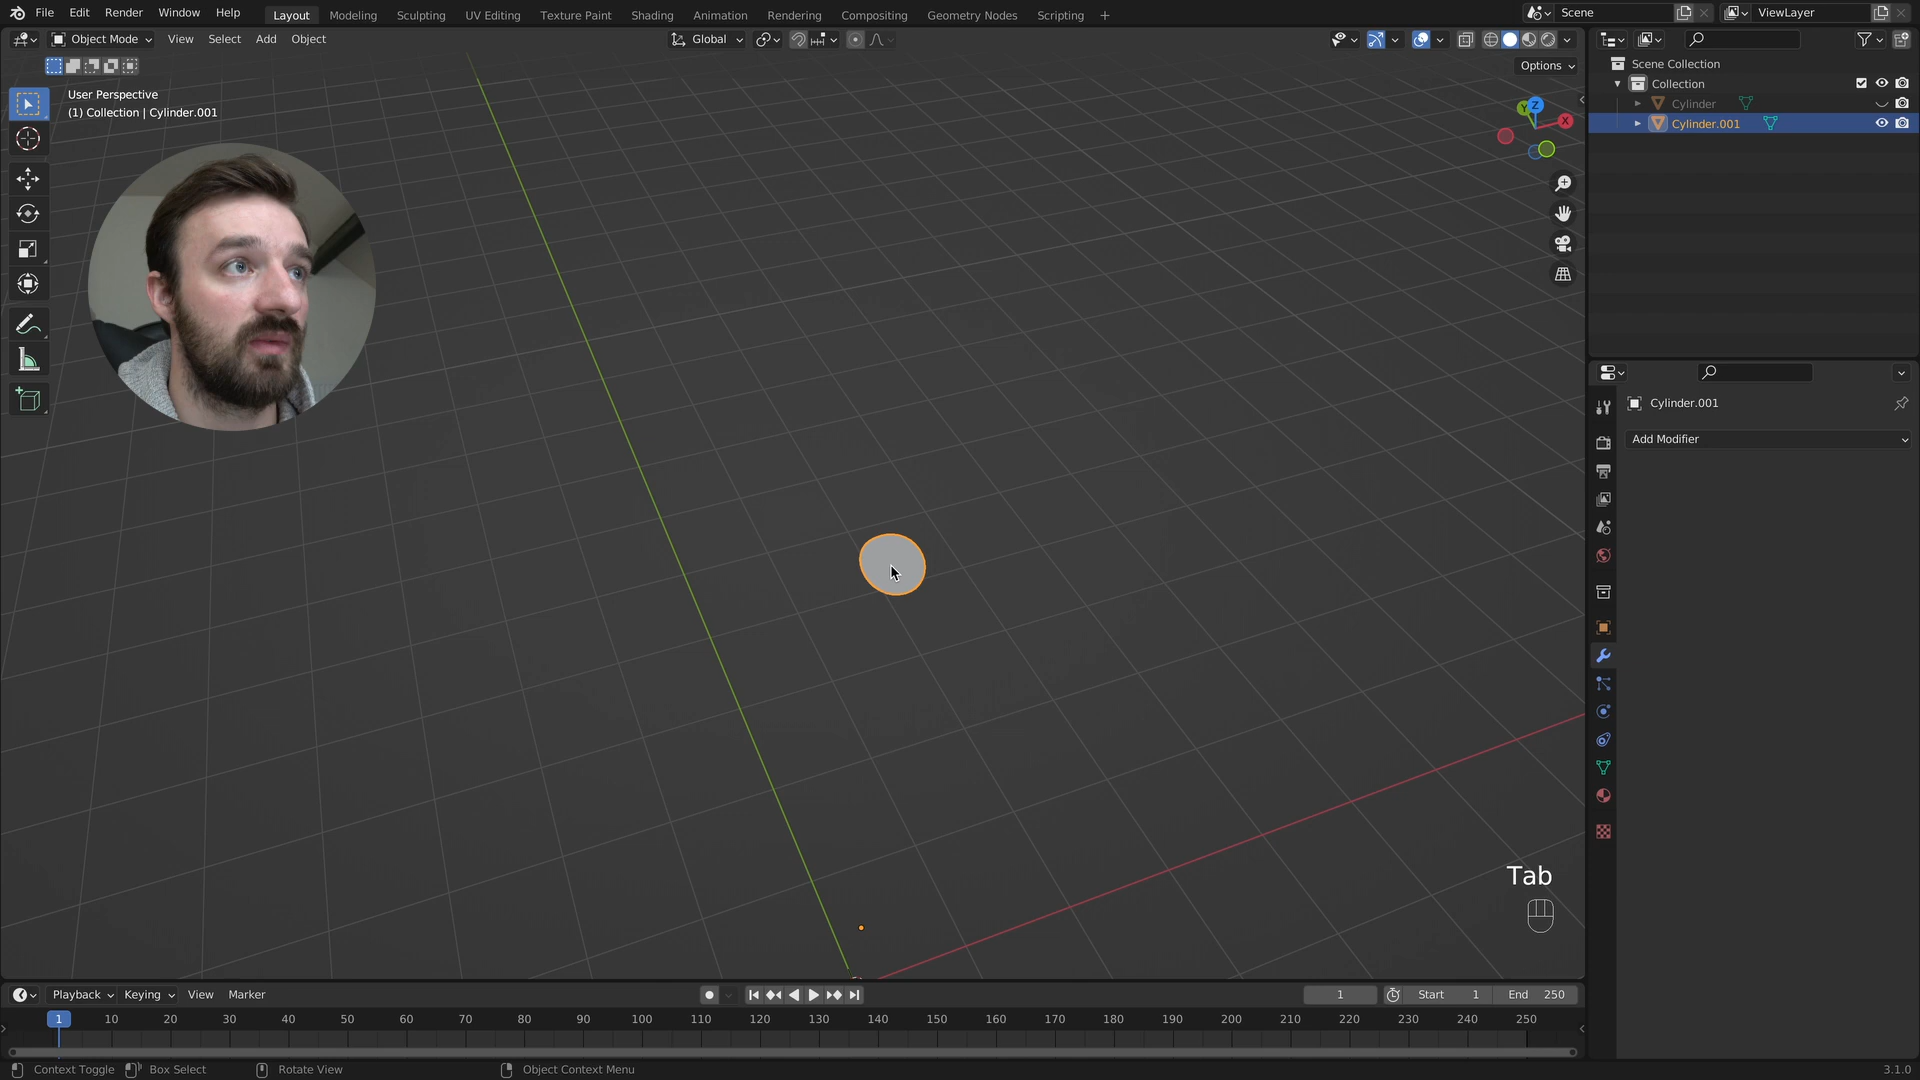 File Edit Render Window Help
Layout Modeling Sculpting UV Editing Texture Paint Shading Animation Rendering Compositing Geometry Nodes Scripting +
Scene
ViewLayer
Object Mode View Select Add Object
Global
Options
User Perspective
(1) Collection | Cylinder.001
Y Z X
Scene Collection
Collection
Cylinder
Cylinder.001
Cylinder.001
Add Modifier
Tab
Playback Keying View Marker
1 Start 1 End 250
1 10 20 30 40 50 60 70 80 90 100 110 120 130 140 150 160 170 180 190 200 210 220 230 240 250
Context Toggle Box Select Rotate View Object Context Menu 3.1.0